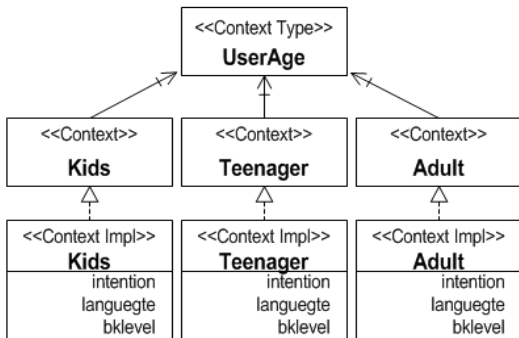 <<Context Type>>
UserAge
<<Context>> <<Context>> <<Context>>
Kids Teenager Adult
<<Context Impl>> <<Context Impl>> <<Context Impl>>
Kids Teenager Adult
intention intention intention
languegte languegte languegte
bklevel bklevel bklevel